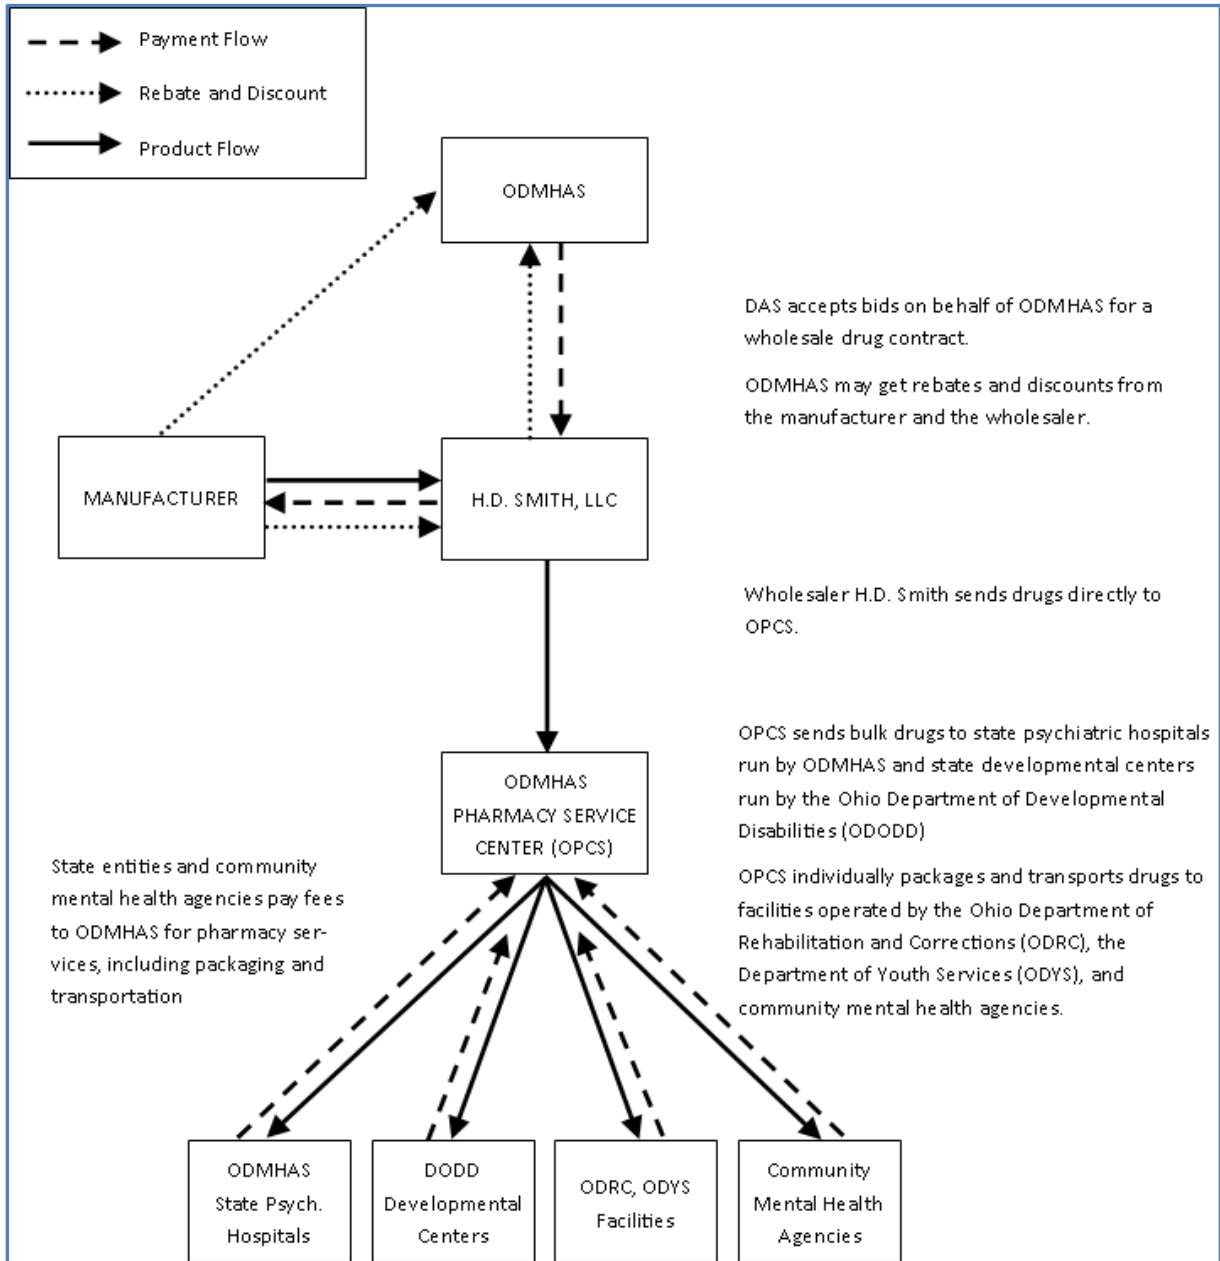 Payment Flow
Rebate and Discount
Product Flow
ODMHAS
DAS accepts bids on behalf of ODMHAS for a
wholesale drug contract.
ODMHAS may get rebates and discounts from
the manufacturer and the wholesaler.
MANUFACTURER
H.D. SMITH, LLC
Wholesaler H.D. Smith sends drugs directly to
OPCS.
ODMHAS
PHARMACY SERVICE
CENTER (OPCS)
OPCS sends bulk drugs to state psychiatric hospitals
run by ODMHAS and state developmental centers
run by the Ohio Department of Developmental
Disabilities (ODODD)
OPCS individually packages and transports drugs to
facilities operated by the Ohio Department of
Rehabilitation and Corrections (ODRC), the
Department of Youth Services (ODYS), and
community mental health agencies.
State entities and community
mental health agencies pay fees
to ODMHAS for pharmacy ser-
vices, including packaging and
transportation
ODMHAS
State Psych.
Hospitals
DODD
Developmental
Centers
ODRC, ODYS
Facilities
Community
Mental Health
Agencies